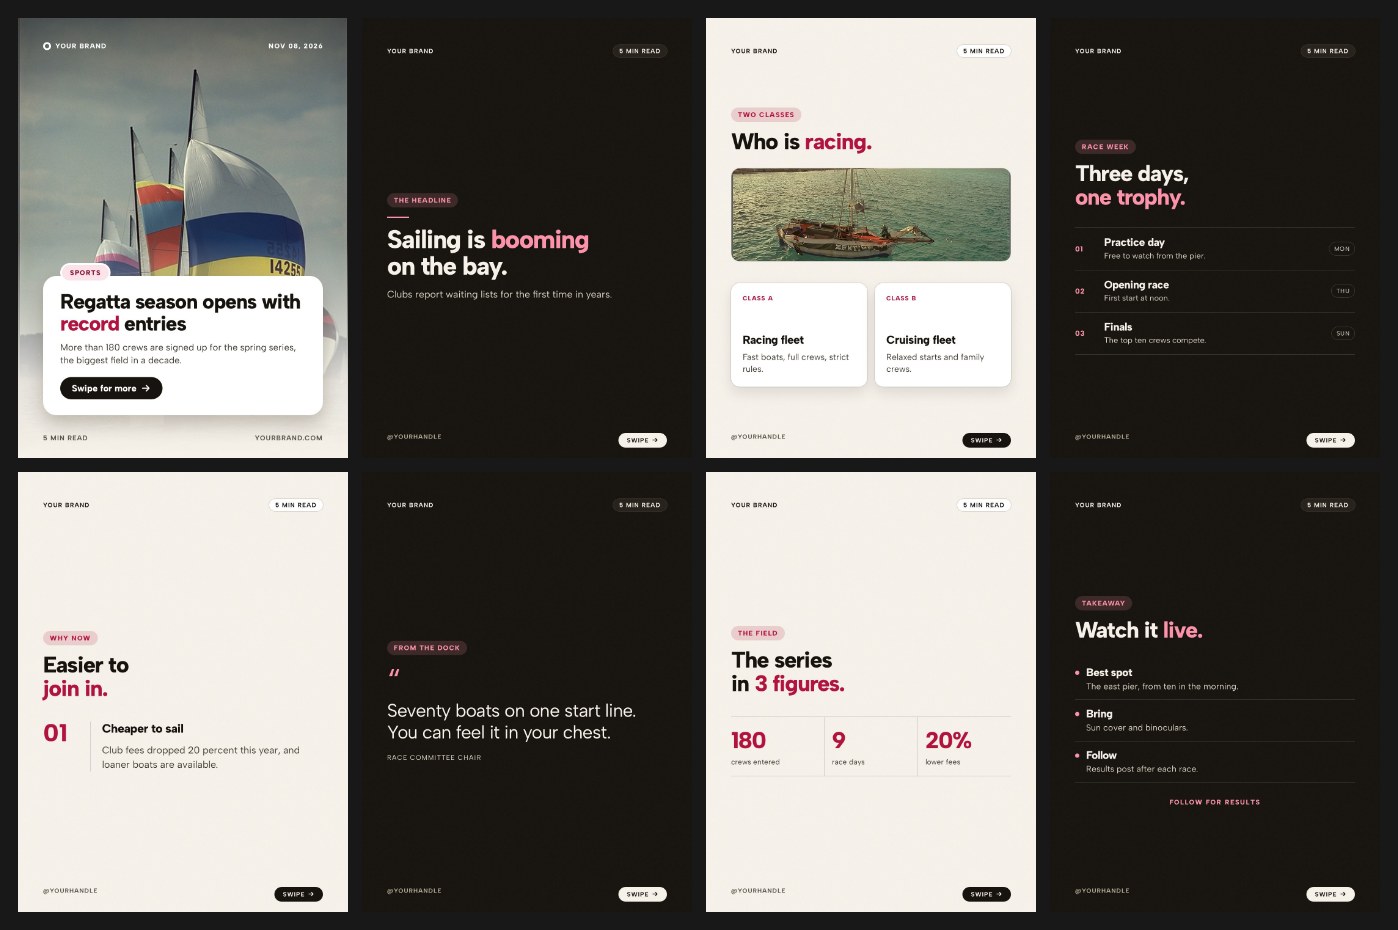 YOUR BRAND
NOV 08, 2026
14255
SPORTS
Regatta season opens with
record entries
More than 180 crews are signed up for the spring series,
the biggest field in a decade.
Swipe for more →
5 MIN READ
YOURBRAND.COM
YOUR BRAND
5 MIN READ
THE HEADLINE
Sailing is booming
on the bay.
Clubs report waiting lists for the first time in years.
@YOURHANDLE
SWIPE →
YOUR BRAND
5 MIN READ
TWO CLASSES
Who is racing.
CLASS A
Racing fleet
Fast boats, full crews, strict
rules.
CLASS B
Cruising fleet
Relaxed starts and family
crews.
@YOURHANDLE
SWIPE →
YOUR BRAND
5 MIN READ
RACE WEEK
Three days,
one trophy.
01
Practice day
Free to watch from the pier.
MON
02
Opening race
First start at noon.
THU
03
Finals
The top ten crews compete.
SUN
@YOURHANDLE
SWIPE →
YOUR BRAND
5 MIN READ
WHY NOW
Easier to
join in.
01
Cheaper to sail
Club fees dropped 20 percent this year, and
loaner boats are available.
@YOURHANDLE
SWIPE →
YOUR BRAND
5 MIN READ
FROM THE DOCK
“
Seventy boats on one start line.
You can feel it in your chest.
RACE COMMITTEE CHAIR
@YOURHANDLE
SWIPE →
YOUR BRAND
5 MIN READ
THE FIELD
The series
in 3 figures.
180
crews entered
9
race days
20%
lower fees
@YOURHANDLE
SWIPE →
YOUR BRAND
5 MIN READ
TAKEAWAY
Watch it live.
Best spot
The east pier, from ten in the morning.
Bring
Sun cover and binoculars.
Follow
Results post after each race.
FOLLOW FOR RESULTS
@YOURHANDLE
SWIPE →